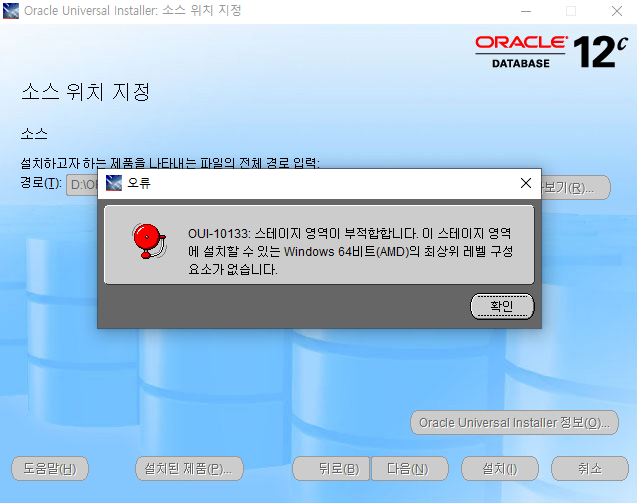 Oracle Universal Installer: 소스 위치 지정
ORACLE
DATABASE 12c
소스 위치 지정
소스
설치하고자 하는 제품을 나타내는 파일의 전체 경로 입력:
경로(T):
보기(R)...
오류
OUI-10133: 스테이지 영역이 부적합합니다. 이 스테이지 영역
에 설치할 수 있는 Windows 64비트(AMD)의 최상위 레벨 구성
요소가 없습니다.
확인
Oracle Universal Installer 정보(O)...
도움말(H) 설치된 제품(P)... 뒤로(B) 다음(N) 설치(I) 취소